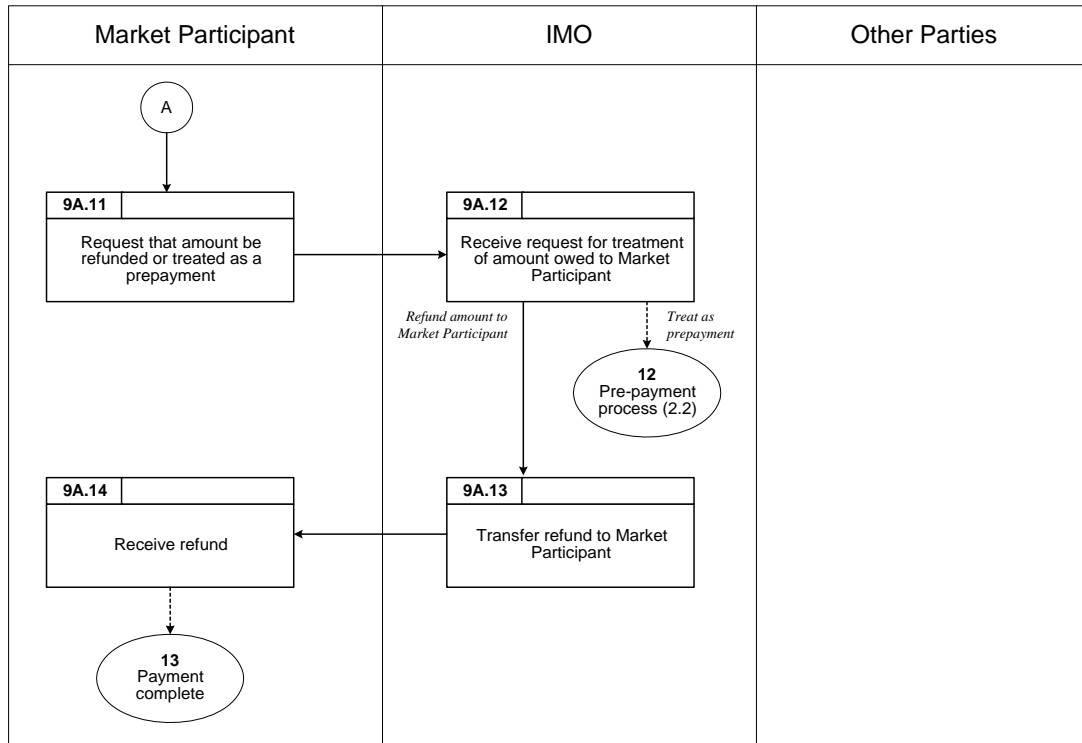 Market Participant
IMO
Other Parties
A
9A.11
Request that amount be
refunded or treated as a
prepayment
9A.12
Receive request for treatment
of amount owed to Market
Participant
Refund amount to
Market Participant
Treat as
prepayment
12
Pre-payment
process (2.2)
9A.14
Receive refund
9A.13
Transfer refund to Market
Participant
13
Payment
complete